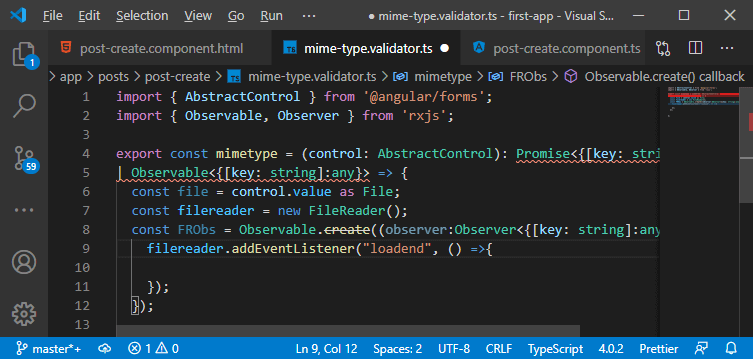 File Edit Selection View Go Run ··· ● mime-type.validator.ts - first-app - Visual S...
post-create.component.html mime-type.validator.ts ● post-create.component.ts
> app > posts > post-create > mime-type.validator.ts > mimetype > FRObs > Observable.create() callback
1 import { AbstractControl } from '@angular/forms';
2 import { Observable, Observer } from 'rxjs';
3
4 export const mimetype = (control: AbstractControl): Promise<{[key: stri
5 | Observable<{[key: string]:any}> => {
6 const file = control.value as File;
7 const filereader = new FileReader();
8 const FRObs = Observable.create((observer:Observer<{[key: string]:any
9 filereader.addEventListener("loadend", () =>{
10
11 });
12 });
13
1
59
master*+ 1 0 Ln 9, Col 12 Spaces: 2 UTF-8 CRLF TypeScript 4.0.2 Prettier